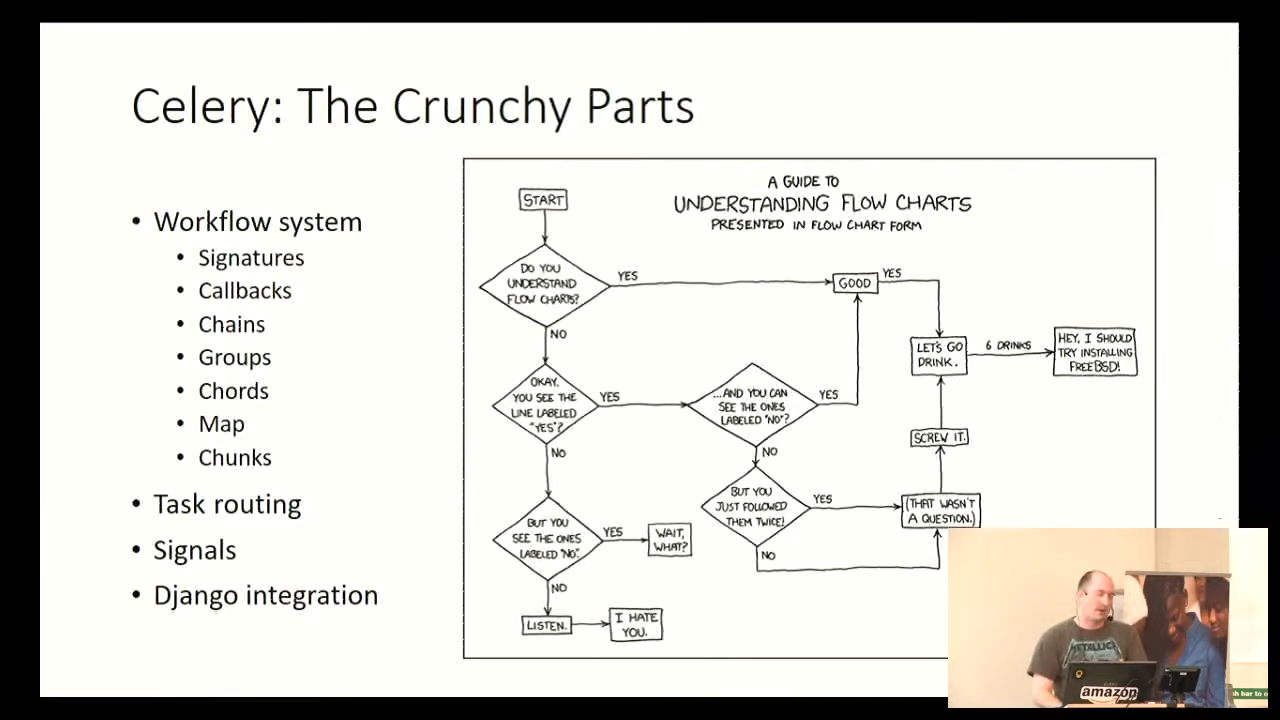 Celery: The Crunchy Parts
• Workflow system
• Signatures
• Callbacks
• Chains
• Groups
• Chords
• Map
• Chunks
• Task routing
• Signals
• Django integration
A GUIDE TO
UNDERSTANDING FLOW CHARTS
PRESENTED IN FLOW CHART FORM
START
DO YOU
UNDERSTAND
FLOW CHARTS?
YES
GOOD
YES
NO
LET'S GO
DRINK.
6 DRINKS
HEY, I SHOULD
TRY INSTALLING
FREEBSD!
OKAY.
YOU SEE THE
LINE LABELED
"YES"?
YES
...AND YOU CAN
SEE THE ONES
LABELED "NO"?
YES
NO
NO
SCREW IT.
BUT YOU
JUST FOLLOWED
THEM TWICE!
YES
(THAT WASN'T
A QUESTION.)
NO
BUT YOU
SEE THE ONES
LABELED "NO".
YES
WAIT,
WHAT?
NO
LISTEN.
I HATE
YOU.
METALLICA
amazon